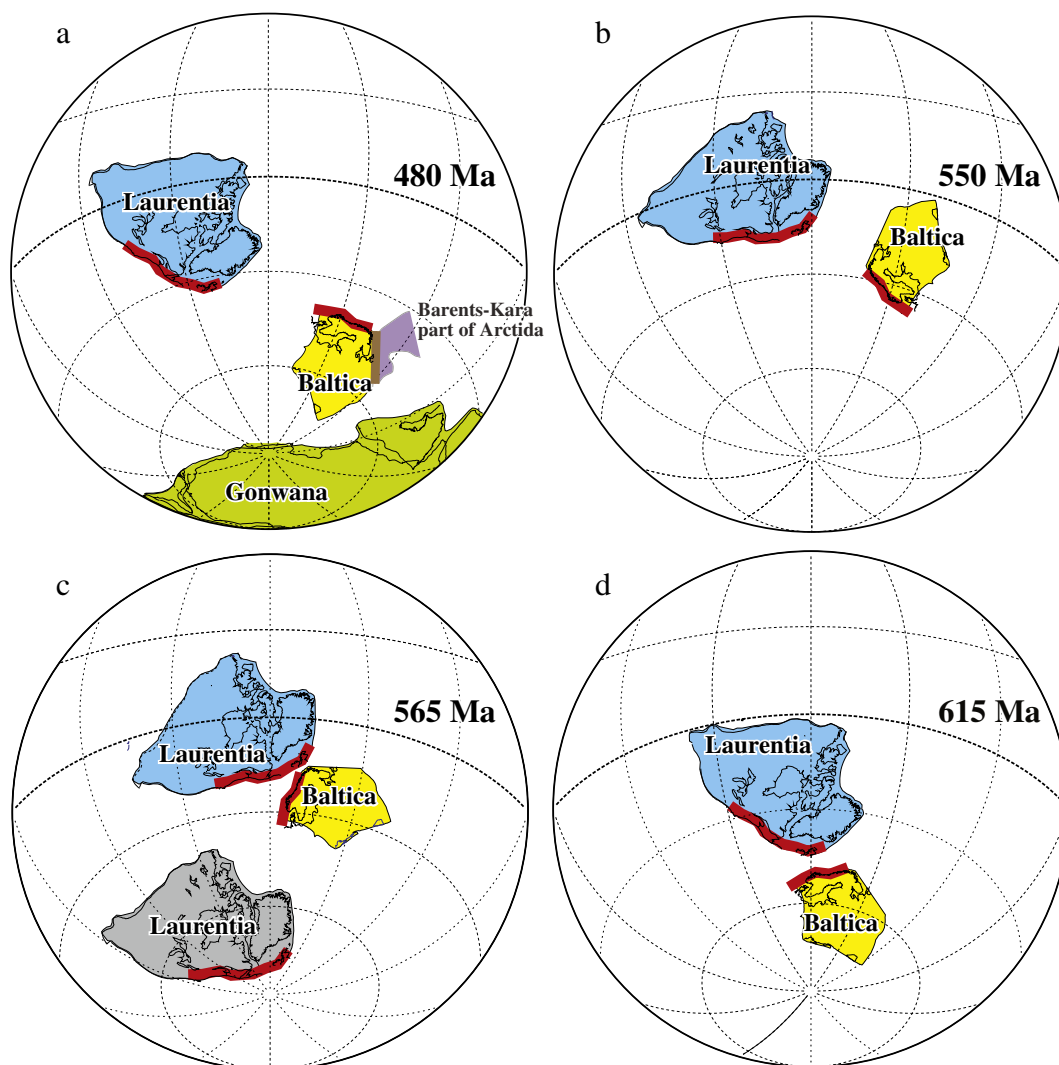 a
480 Ma
Laurentia
Barents-Kara
part of Arctida
Baltica
Gonwana
b
Laurentia
550 Ma
Baltica
c
565 Ma
Laurentia
Baltica
Laurentia
d
615 Ma
Laurentia
Baltica